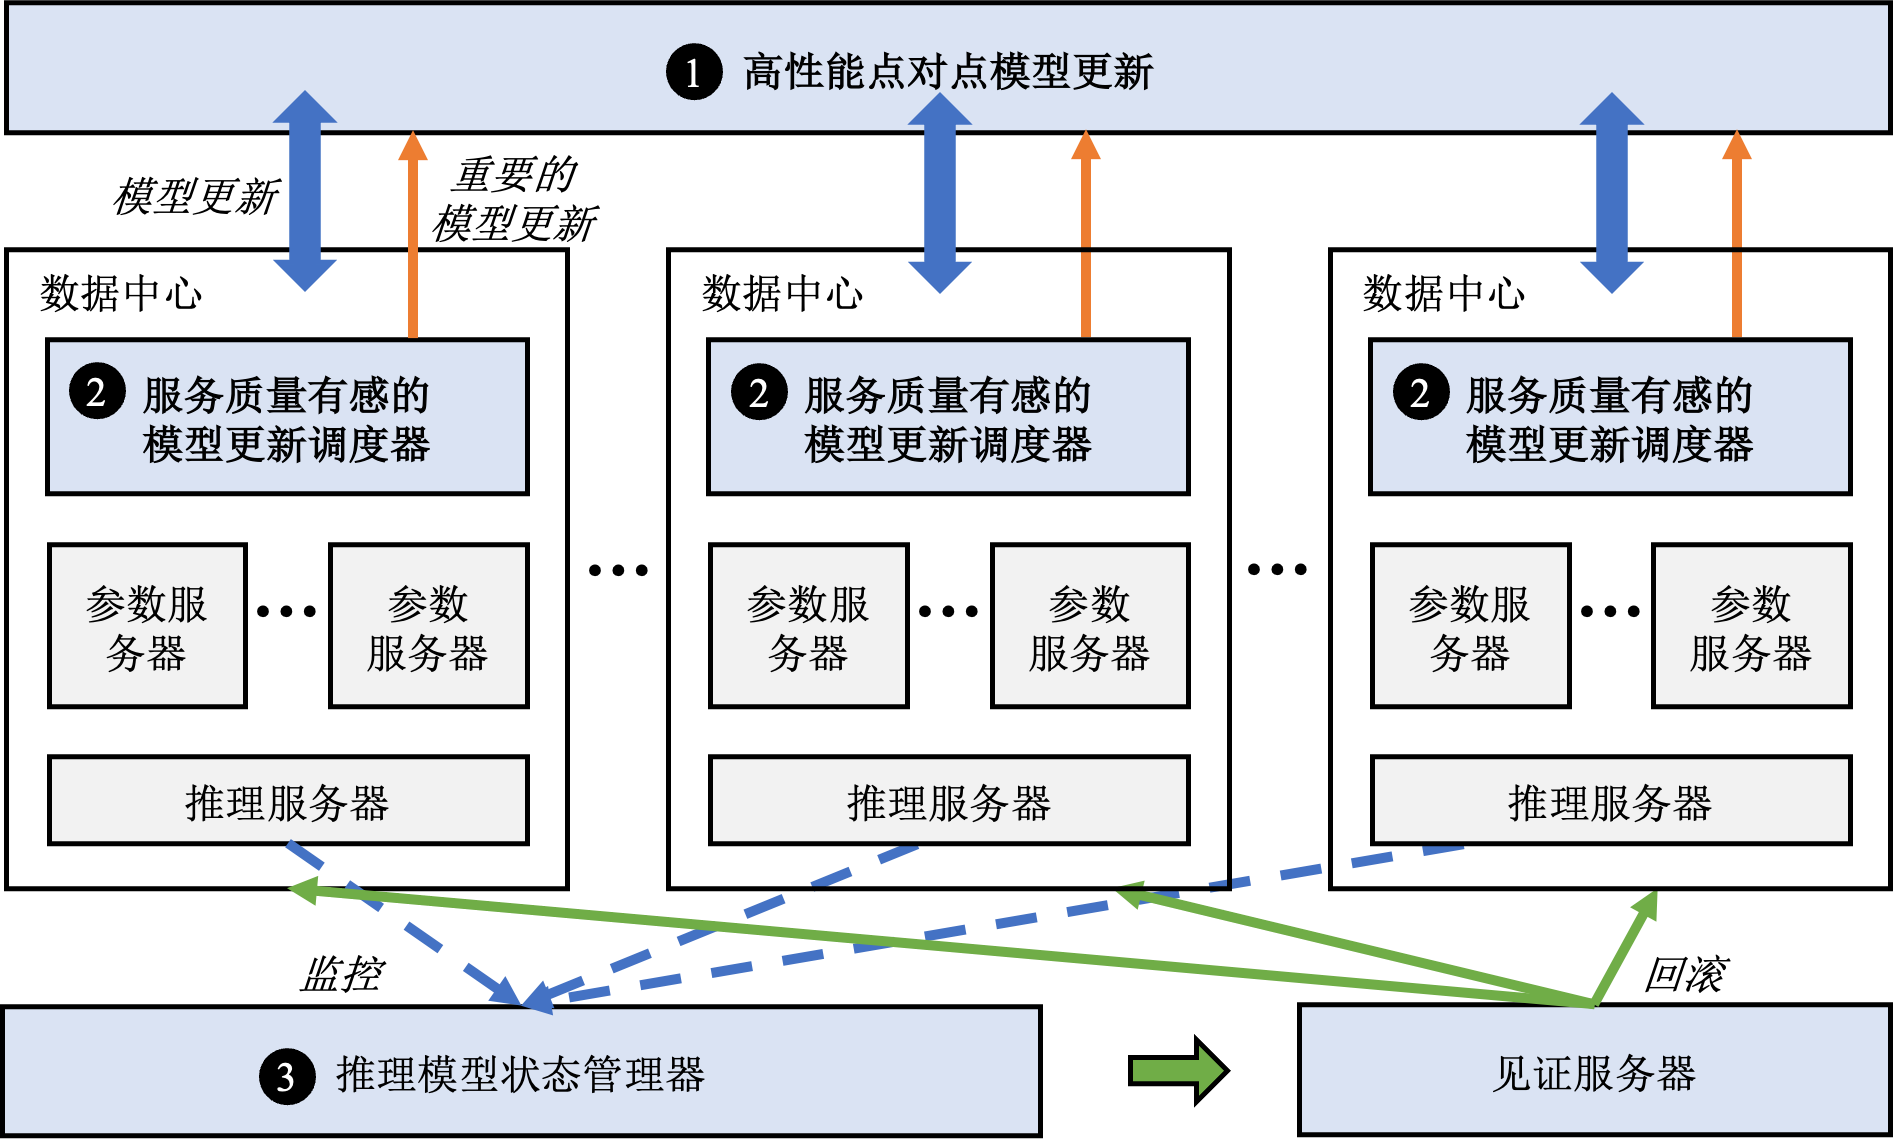 1 高性能点对点模型更新
模型更新
重要的
模型更新
数据中心
2 服务质量有感的
模型更新调度器
参数服
务器
...
参数
服务器
推理服务器
...
数据中心
2 服务质量有感的
模型更新调度器
参数服
务器
...
参数
服务器
推理服务器
...
数据中心
2 服务质量有感的
模型更新调度器
参数服
务器
...
参数
服务器
推理服务器
监控
回滚
3 推理模型状态管理器
见证服务器